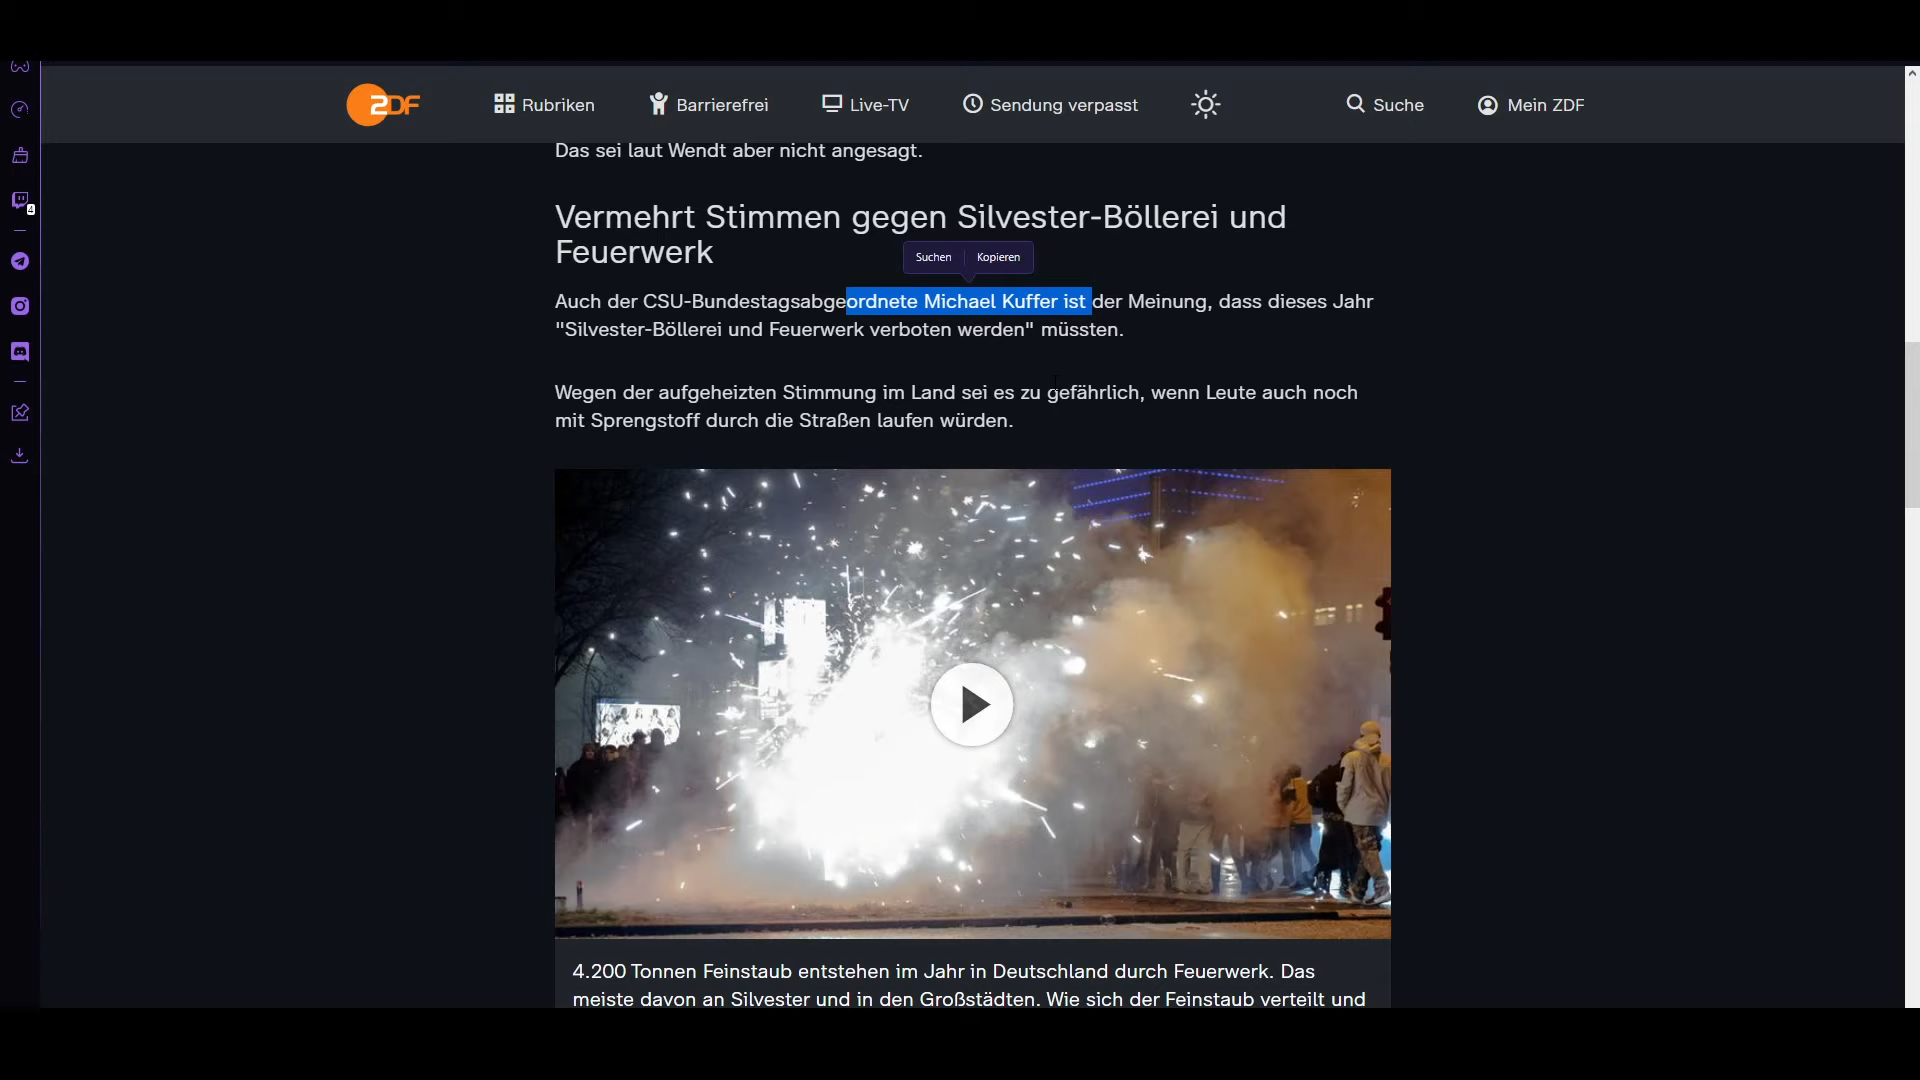 ZDF
Rubriken
Barrierefrei
Live-TV
Sendung verpasst
Suche
Mein ZDF
4
Das sei laut Wendt aber nicht angesagt.
Vermehrt Stimmen gegen Silvester-Böllerei und
Feuerwerk
Suchen
Kopieren
Auch der CSU-Bundestagsabgeordnete Michael Kuffer ist der Meinung, dass dieses Jahr
"Silvester-Böllerei und Feuerwerk verboten werden" müssten.
Wegen der aufgeheizten Stimmung im Land sei es zu gefährlich, wenn Leute auch noch
mit Sprengstoff durch die Straßen laufen würden.
4.200 Tonnen Feinstaub entstehen im Jahr in Deutschland durch Feuerwerk. Das
meiste davon an Silvester und in den Großstädten. Wie sich der Feinstaub verteilt und